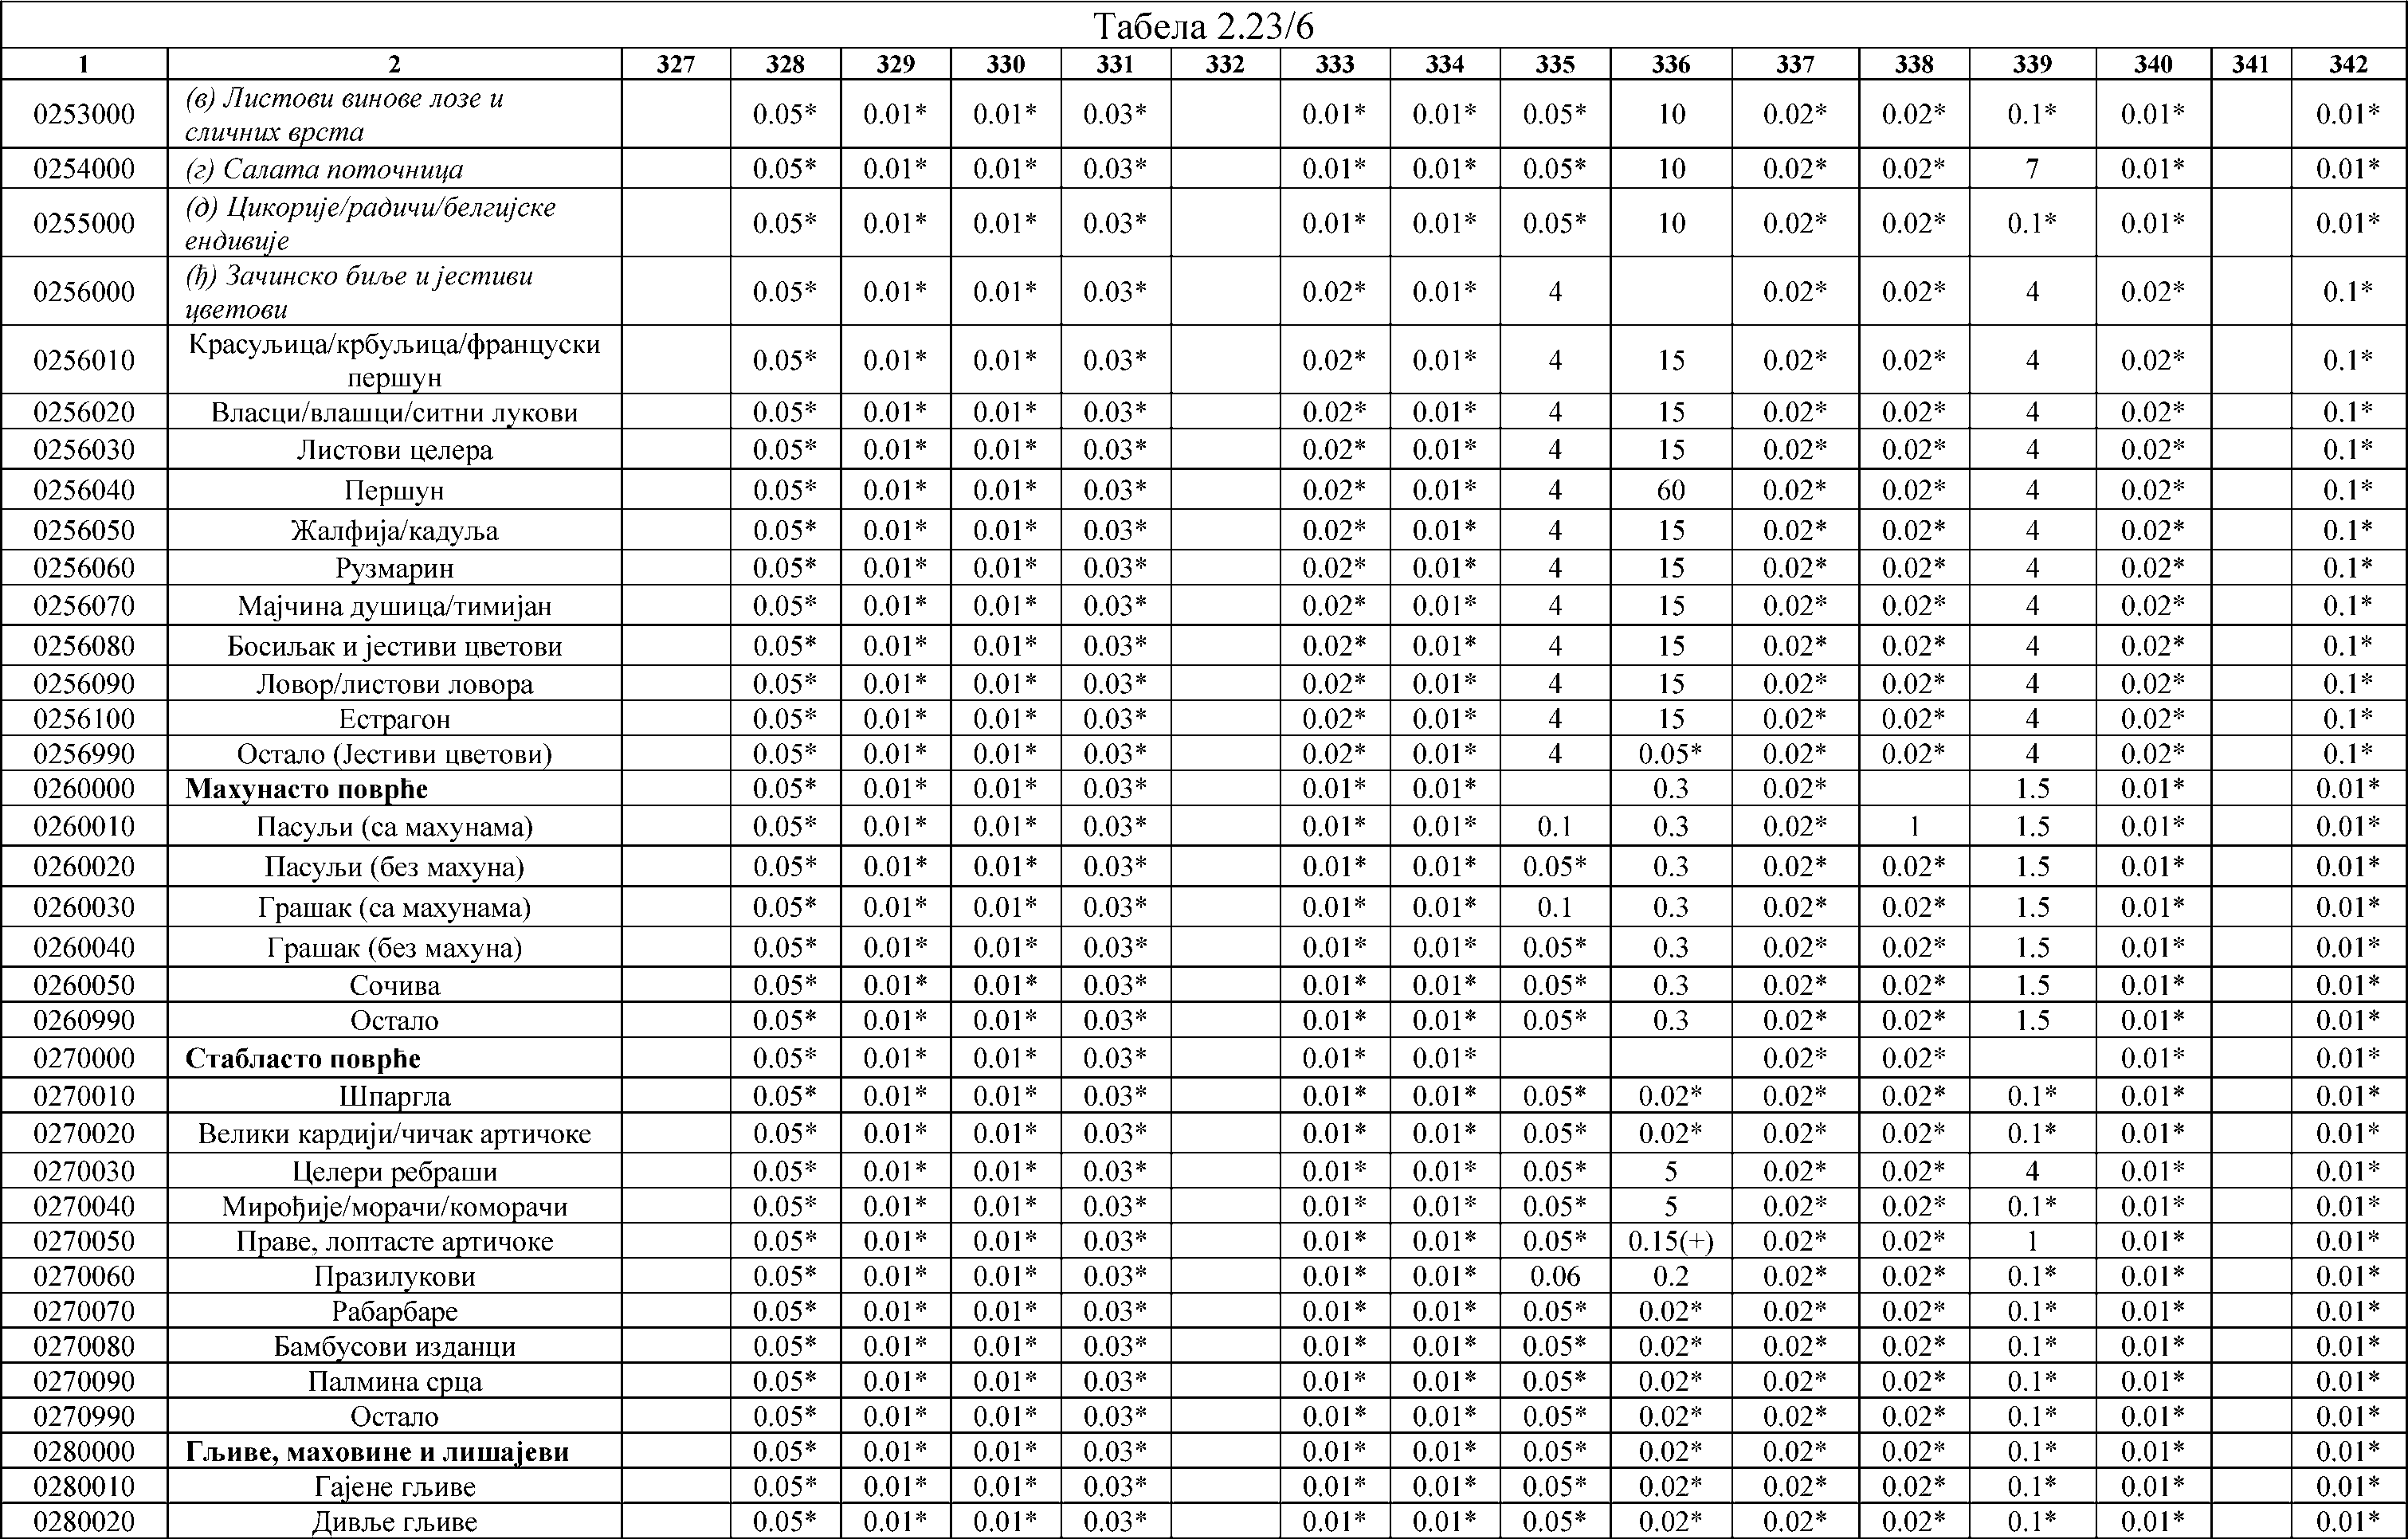 Табела 2.23/6
1 2 327 328 329 330 331 332 333 334 335 336 337 338 339 340 341 342
0253000 (в) Листови винове лозе и сличних врста 0.05* 0.01* 0.01* 0.03* 0.01* 0.01* 0.05* 10 0.02* 0.02* 0.1* 0.01* 0.01*
0254000 (г) Салата поточница 0.05* 0.01* 0.01* 0.03* 0.01* 0.01* 0.05* 10 0.02* 0.02* 7 0.01* 0.01*
0255000 (д) Цикорије/радичи/белгијске ендивије 0.05* 0.01* 0.01* 0.03* 0.01* 0.01* 0.05* 10 0.02* 0.02* 0.1* 0.01* 0.01*
0256000 (ђ) Зачинско биље и јестиви цветови 0.05* 0.01* 0.01* 0.03* 0.02* 0.01* 4 0.02* 0.02* 4 0.02* 0.1*
0256010 Красуљица/крбуљица/француски першун 0.05* 0.01* 0.01* 0.03* 0.02* 0.01* 4 15 0.02* 0.02* 4 0.02* 0.1*
0256020 Власци/влашци/ситни лукови 0.05* 0.01* 0.01* 0.03* 0.02* 0.01* 4 15 0.02* 0.02* 4 0.02* 0.1*
0256030 Листови целера 0.05* 0.01* 0.01* 0.03* 0.02* 0.01* 4 15 0.02* 0.02* 4 0.02* 0.1*
0256040 Першун 0.05* 0.01* 0.01* 0.03* 0.02* 0.01* 4 60 0.02* 0.02* 4 0.02* 0.1*
0256050 Жалфија/кадуља 0.05* 0.01* 0.01* 0.03* 0.02* 0.01* 4 15 0.02* 0.02* 4 0.02* 0.1*
0256060 Рузмарин 0.05* 0.01* 0.01* 0.03* 0.02* 0.01* 4 15 0.02* 0.02* 4 0.02* 0.1*
0256070 Мајчина душица/тимијан 0.05* 0.01* 0.01* 0.03* 0.02* 0.01* 4 15 0.02* 0.02* 4 0.02* 0.1*
0256080 Босиљак и јестиви цветови 0.05* 0.01* 0.01* 0.03* 0.02* 0.01* 4 15 0.02* 0.02* 4 0.02* 0.1*
0256090 Ловор/листови ловора 0.05* 0.01* 0.01* 0.03* 0.02* 0.01* 4 15 0.02* 0.02* 4 0.02* 0.1*
0256100 Естрагон 0.05* 0.01* 0.01* 0.03* 0.02* 0.01* 4 15 0.02* 0.02* 4 0.02* 0.1*
0256990 Остало (Јестиви цветови) 0.05* 0.01* 0.01* 0.03* 0.02* 0.01* 4 0.05* 0.02* 0.02* 4 0.02* 0.1*
0260000 Махунасто поврће 0.05* 0.01* 0.01* 0.03* 0.01* 0.01* 0.3 0.02* 1.5 0.01* 0.01*
0260010 Пасуљи (са махунама) 0.05* 0.01* 0.01* 0.03* 0.01* 0.01* 0.1 0.3 0.02* 1 1.5 0.01* 0.01*
0260020 Пасуљи (без махуна) 0.05* 0.01* 0.01* 0.03* 0.01* 0.01* 0.05* 0.3 0.02* 0.02* 1.5 0.01* 0.01*
0260030 Грашак (са махунама) 0.05* 0.01* 0.01* 0.03* 0.01* 0.01* 0.1 0.3 0.02* 0.02* 1.5 0.01* 0.01*
0260040 Грашак (без махуна) 0.05* 0.01* 0.01* 0.03* 0.01* 0.01* 0.05* 0.3 0.02* 0.02* 1.5 0.01* 0.01*
0260050 Сочива 0.05* 0.01* 0.01* 0.03* 0.01* 0.01* 0.05* 0.3 0.02* 0.02* 1.5 0.01* 0.01*
0260990 Остало 0.05* 0.01* 0.01* 0.03* 0.01* 0.01* 0.05* 0.3 0.02* 0.02* 1.5 0.01* 0.01*
0270000 Стабласто поврће 0.05* 0.01* 0.01* 0.03* 0.01* 0.01* 0.02* 0.02* 0.01* 0.01*
0270010 Шпаргла 0.05* 0.01* 0.01* 0.03* 0.01* 0.01* 0.05* 0.02* 0.02* 0.02* 0.1* 0.01* 0.01*
0270020 Велики кардији/чичак артичоке 0.05* 0.01* 0.01* 0.03* 0.01* 0.01* 0.05* 0.02* 0.02* 0.02* 0.1* 0.01* 0.01*
0270030 Целери ребраши 0.05* 0.01* 0.01* 0.03* 0.01* 0.01* 0.05* 5 0.02* 0.02* 4 0.01* 0.01*
0270040 Мирођије/морачи/коморачи 0.05* 0.01* 0.01* 0.03* 0.01* 0.01* 0.05* 5 0.02* 0.02* 0.1* 0.01* 0.01*
0270050 Праве, лоптасте артичоке 0.05* 0.01* 0.01* 0.03* 0.01* 0.01* 0.05* 0.15(+) 0.02* 0.02* 1 0.01* 0.01*
0270060 Празилукови 0.05* 0.01* 0.01* 0.03* 0.01* 0.01* 0.06 0.2 0.02* 0.02* 0.1* 0.01* 0.01*
0270070 Рабарбаре 0.05* 0.01* 0.01* 0.03* 0.01* 0.01* 0.05* 0.02* 0.02* 0.02* 0.1* 0.01* 0.01*
0270080 Бамбусови изданци 0.05* 0.01* 0.01* 0.03* 0.01* 0.01* 0.05* 0.02* 0.02* 0.02* 0.1* 0.01* 0.01*
0270090 Палмина срца 0.05* 0.01* 0.01* 0.03* 0.01* 0.01* 0.05* 0.02* 0.02* 0.02* 0.1* 0.01* 0.01*
0270990 Остало 0.05* 0.01* 0.01* 0.03* 0.01* 0.01* 0.05* 0.02* 0.02* 0.02* 0.1* 0.01* 0.01*
0280000 Гљиве, маховине и лишајеви 0.05* 0.01* 0.01* 0.03* 0.01* 0.01* 0.05* 0.02* 0.02* 0.02* 0.1* 0.01* 0.01*
0280010 Гајене гљиве 0.05* 0.01* 0.01* 0.03* 0.01* 0.01* 0.05* 0.02* 0.02* 0.02* 0.1* 0.01* 0.01*
0280020 Дивље гљиве 0.05* 0.01* 0.01* 0.03* 0.01* 0.01* 0.05* 0.02* 0.02* 0.02* 0.1* 0.01* 0.01*